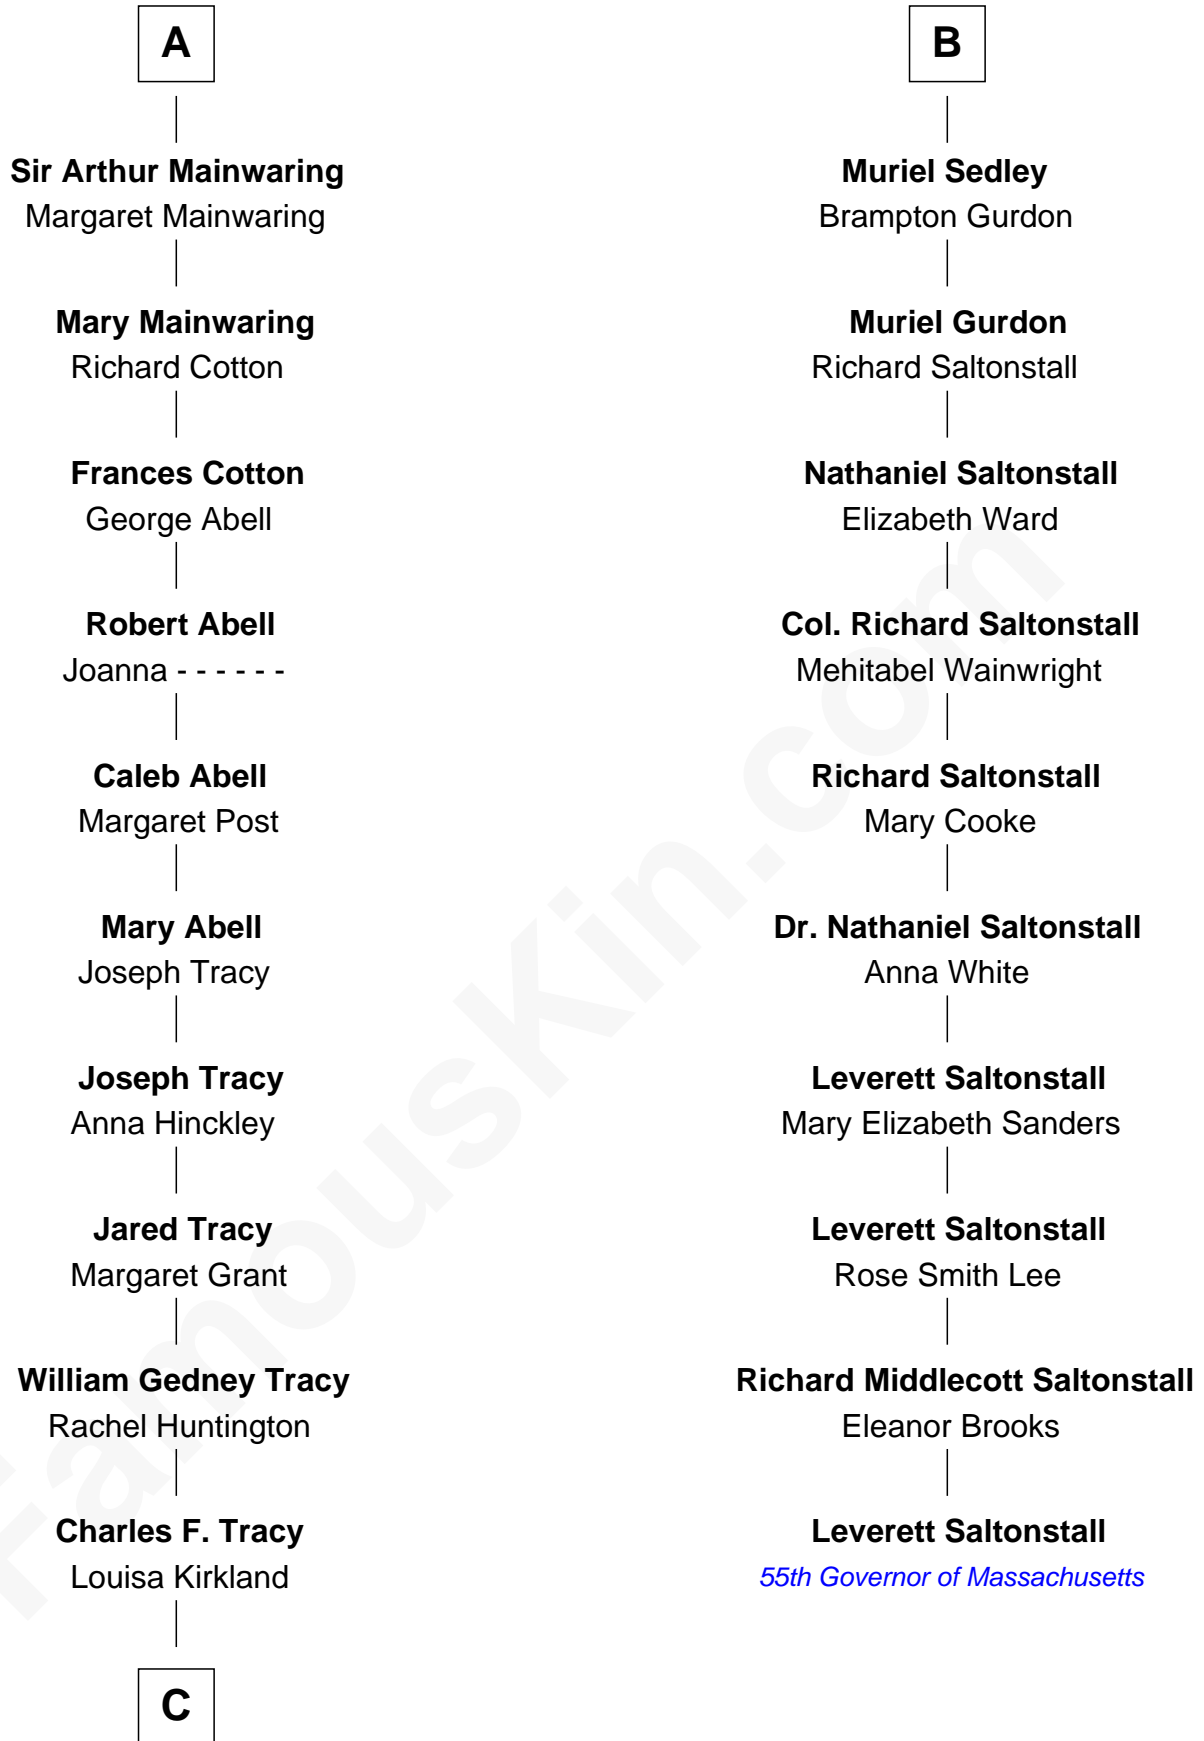 A
Sir Arthur Mainwaring
Margaret Mainwaring
Mary Mainwaring
Richard Cotton
Frances Cotton
George Abell
Robert Abell
Joanna - - - - - -
Caleb Abell
Margaret Post
Mary Abell
Joseph Tracy
Joseph Tracy
Anna Hinckley
Jared Tracy
Margaret Grant
William Gedney Tracy
Rachel Huntington
Charles F. Tracy
Louisa Kirkland
C
B
Muriel Sedley
Brampton Gurdon
Muriel Gurdon
Richard Saltonstall
Nathaniel Saltonstall
Elizabeth Ward
Col. Richard Saltonstall
Mehitabel Wainwright
Richard Saltonstall
Mary Cooke
Dr. Nathaniel Saltonstall
Anna White
Leverett Saltonstall
Mary Elizabeth Sanders
Leverett Saltonstall
Rose Smith Lee
Richard Middlecott Saltonstall
Eleanor Brooks
Leverett Saltonstall
55th Governor of Massachusetts
FamousKin.com